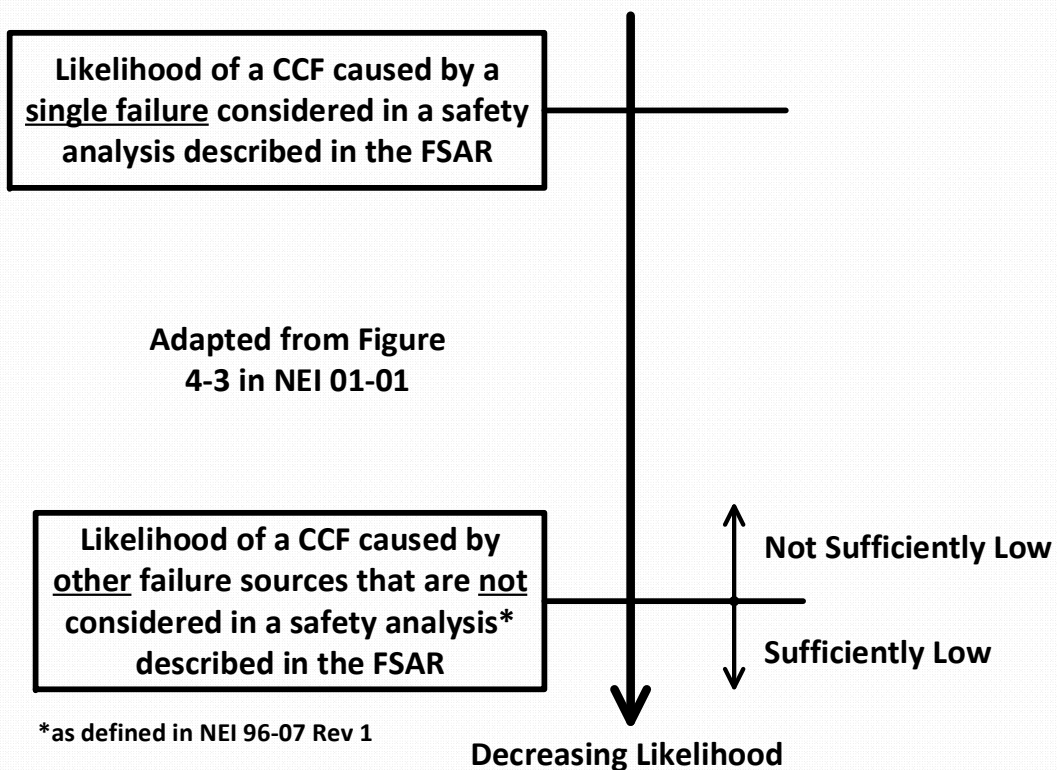 Likelihood of a CCF caused by a
single failure considered in a safety
analysis described in the FSAR
Adapted from Figure
4-3 in NEI 01-01
Likelihood of a CCF caused by
other failure sources that are not
considered in a safety analysis*
described in the FSAR
Not Sufficiently Low
Sufficiently Low
*as defined in NEI 96-07 Rev 1
Decreasing Likelihood